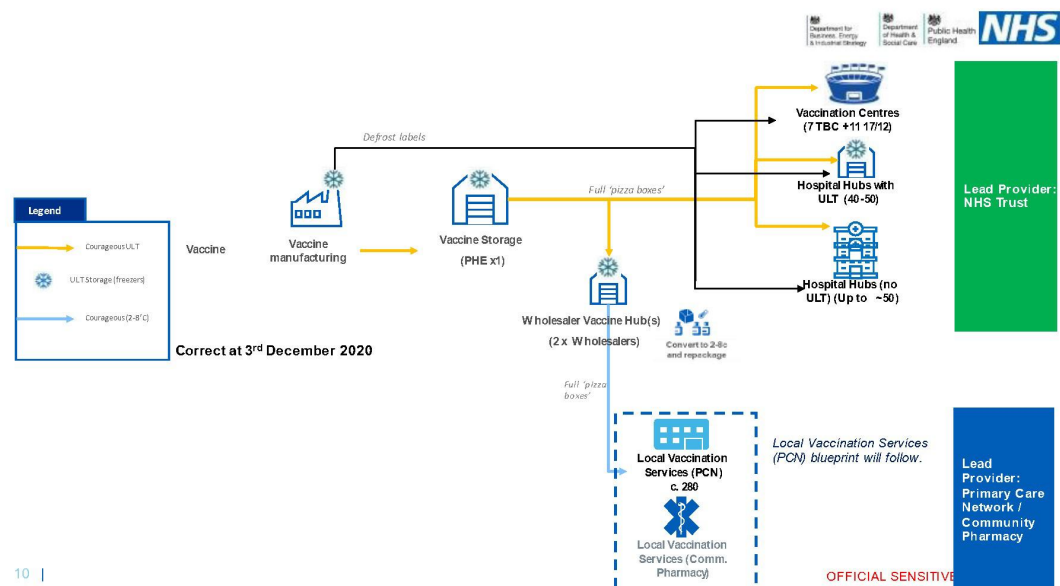 Department for
Business, Energy
& Industrial Strategy
Department
of Health &
Social Care
Public Health
England
NHS
Vaccination Centres
(7 TBC +11 17/12)
Defrost labels
Hospital Hubs with
ULT (40-50)
Full 'pizza boxes'
Lead Provider:
NHS Trust
Legend
Courageous ULT
ULT Storage (freezers)
Courageous (2-8°C)
Vaccine
Vaccine
manufacturing
Vaccine Storage
(PHE x1)
Hospital Hubs (no
ULT) (Up to ~50)
Wholesaler Vaccine Hub(s)
(2 x Wholesalers)
Convert to 2-8c
and repackage
Correct at 3rd December 2020
Full 'pizza
boxes'
Local Vaccination
Services (PCN)
c. 280
Local Vaccination Services
(PCN) blueprint will follow.
Lead
Provider:
Primary Care
Network /
Community
Pharmacy
Local Vaccination
Services (Comm.
Pharmacy)
10 |
OFFICIAL SENSITIVE